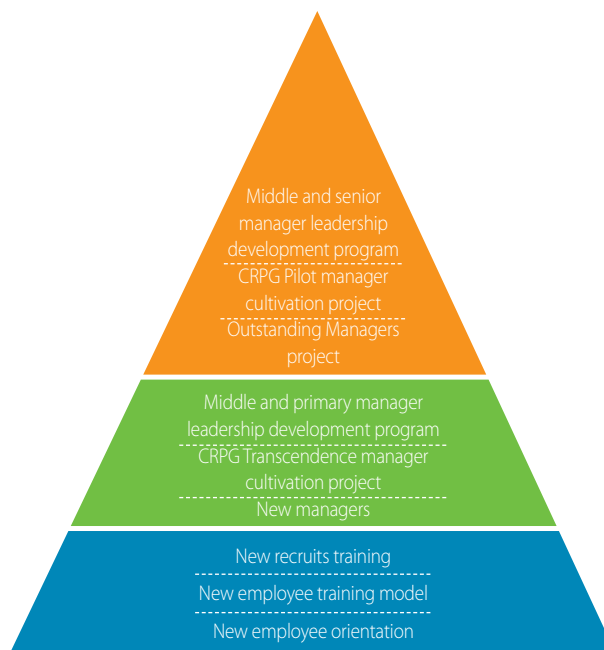 Middle and senior
manager leadership
development program
CRPG Pilot manager
cultivation project
Outstanding Managers
project
Middle and primary manager
leadership development program
CRPG Transcendence manager
cultivation project
New managers
New recruits training
New employee training model
New employee orientation